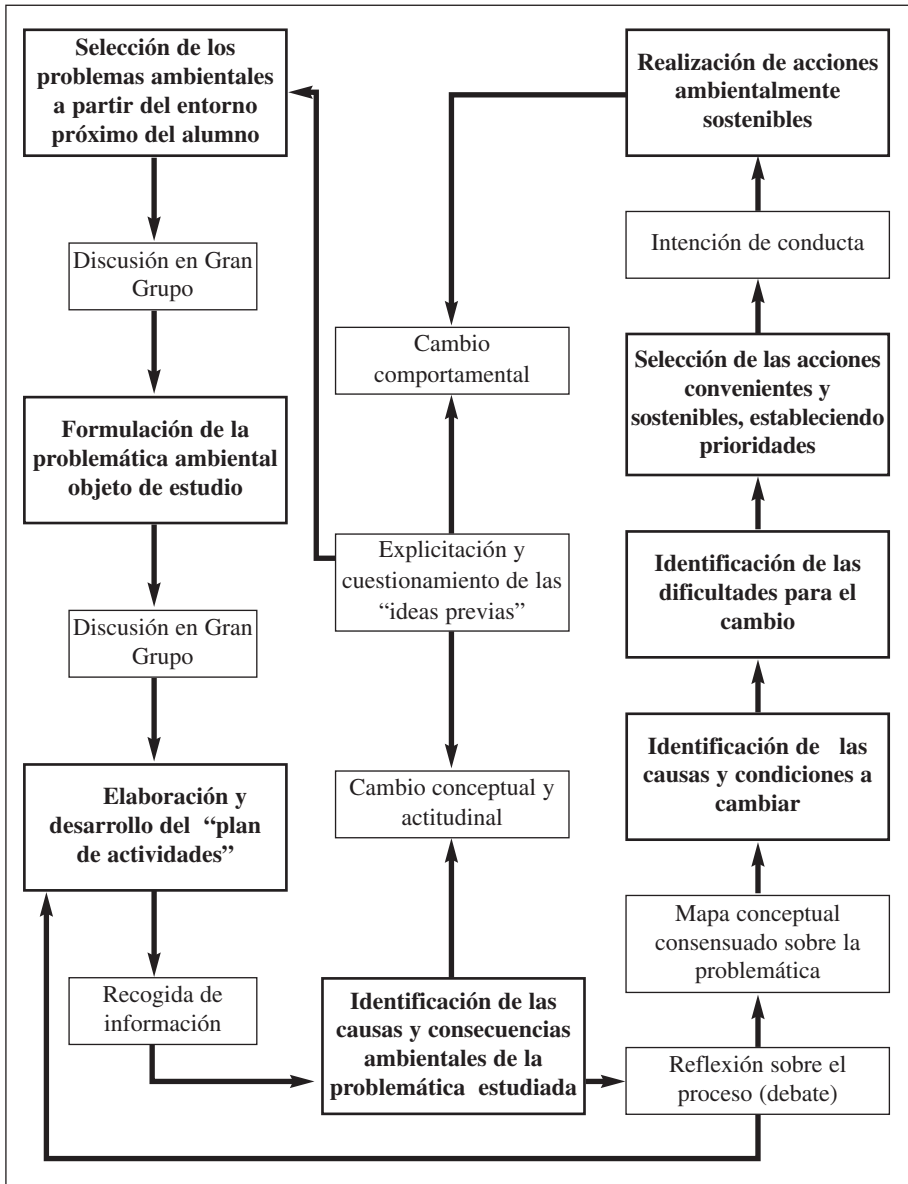 Selección de los
problemas ambientales
a partir del entorno
próximo del alumno
Discusión en Gran
Grupo
Formulación de la
problemática ambiental
objeto de estudio
Discusión en Gran
Grupo
Elaboración y
desarrollo del “plan
de actividades”
Recogida de
información
Cambio
comportamental
Explicitación y
cuestionamiento de las
“ideas previas”
Cambio conceptual y
actitudinal
Identificación de las
causas y consecuencias
ambientales de la
problemática estudiada
Realización de acciones
ambientalmente
sostenibles
Intención de conducta
Selección de las acciones
convenientes y
sostenibles, estableciendo
prioridades
Identificación de las
dificultades para el
cambio
Identificación de las
causas y condiciones a
cambiar
Mapa conceptual
consensuado sobre la
problemática
Reflexión sobre el
proceso (debate)